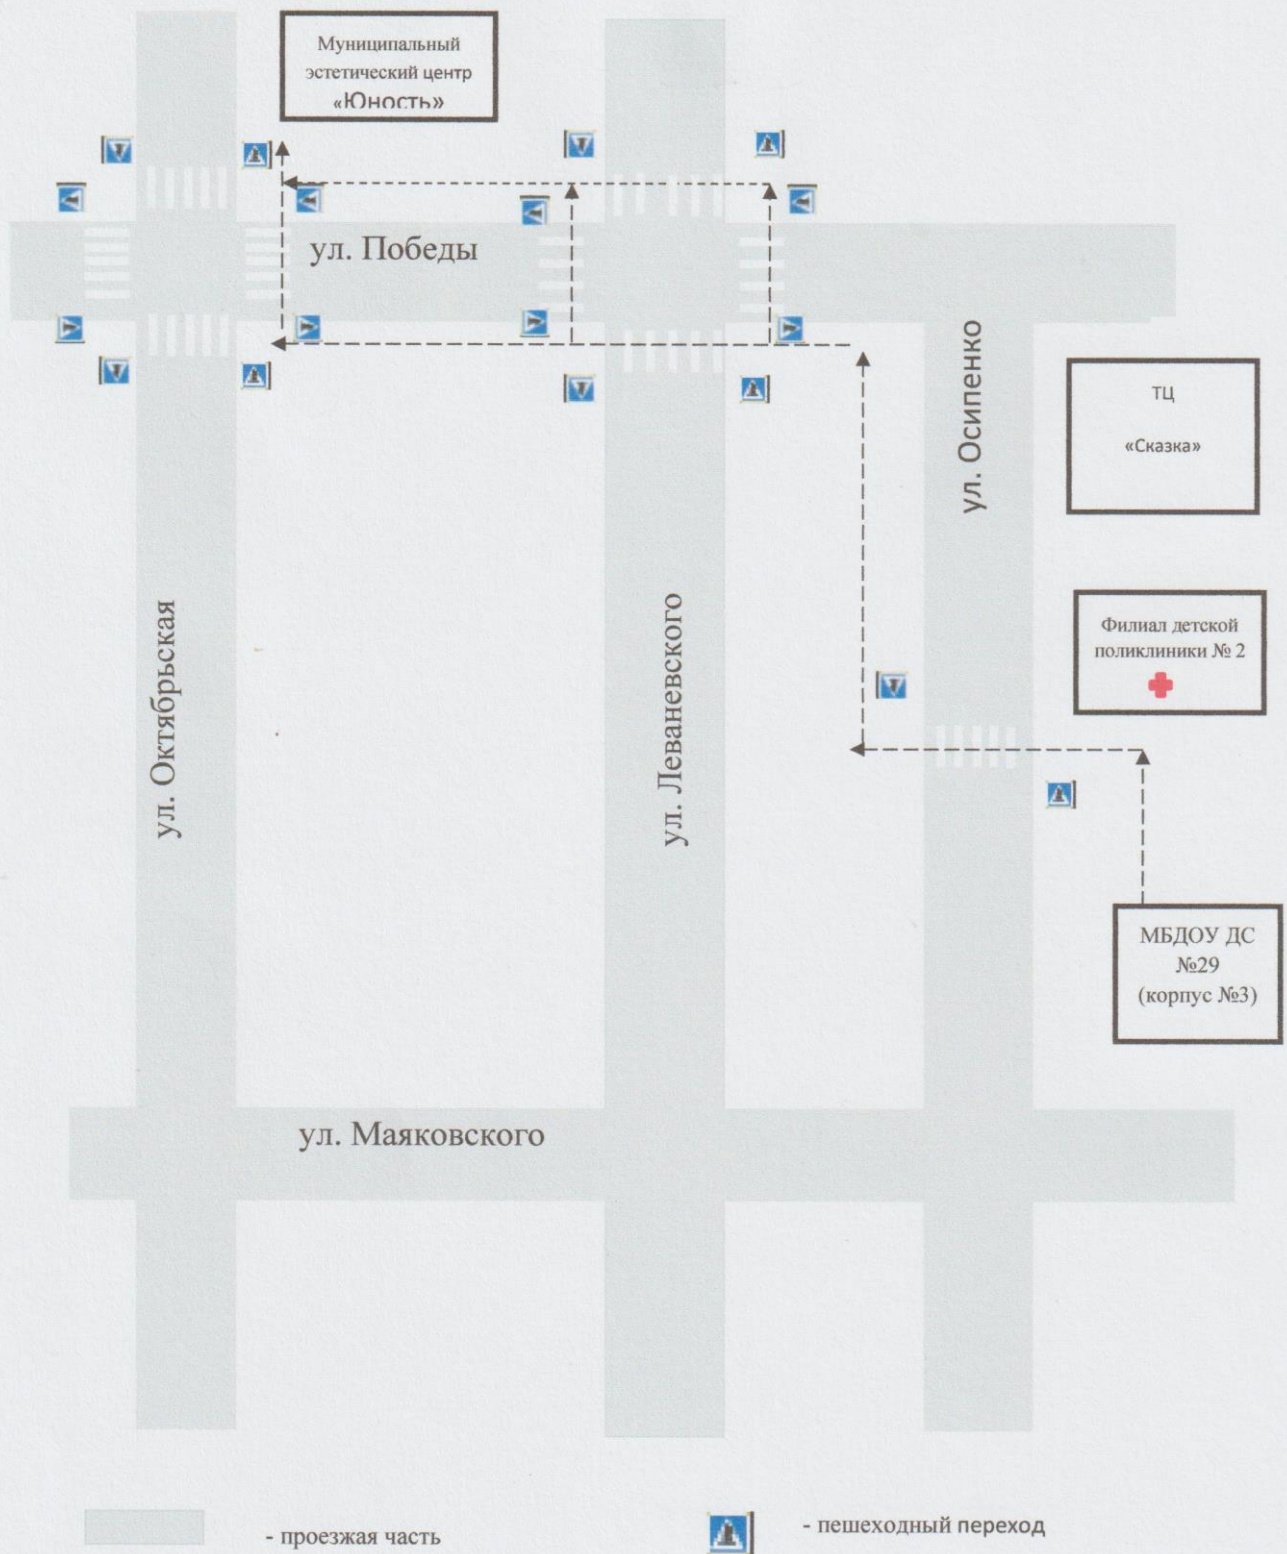 Муниципальный
эстетический центр
«Юность»
ул. Победы
ул. Осипенко
ТЦ
«Сказка»
Филиал детской
поликлиники № 2
ул. Октябрьская
ул. Леваневского
МБДОУ ДС
№29
(корпус №3)
ул. Маяковского
- проезжая часть
- пешеходный переход